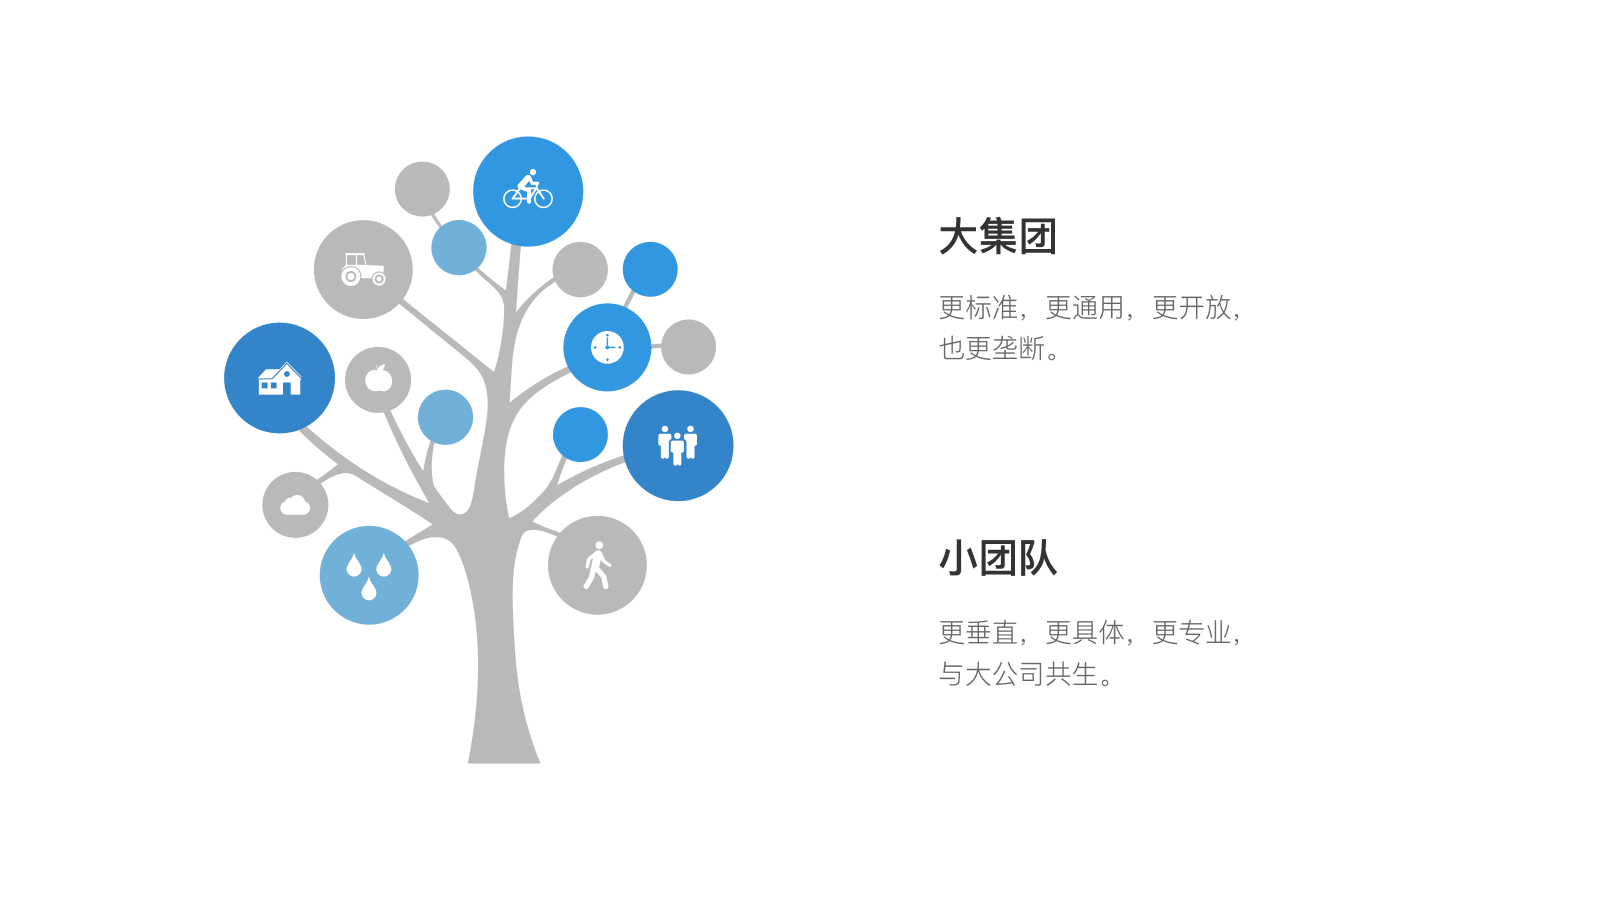 大集团
更标准，更通用，更开放，
也更垄断。
小团队
更垂直，更具体，更专业，
与大公司共生。